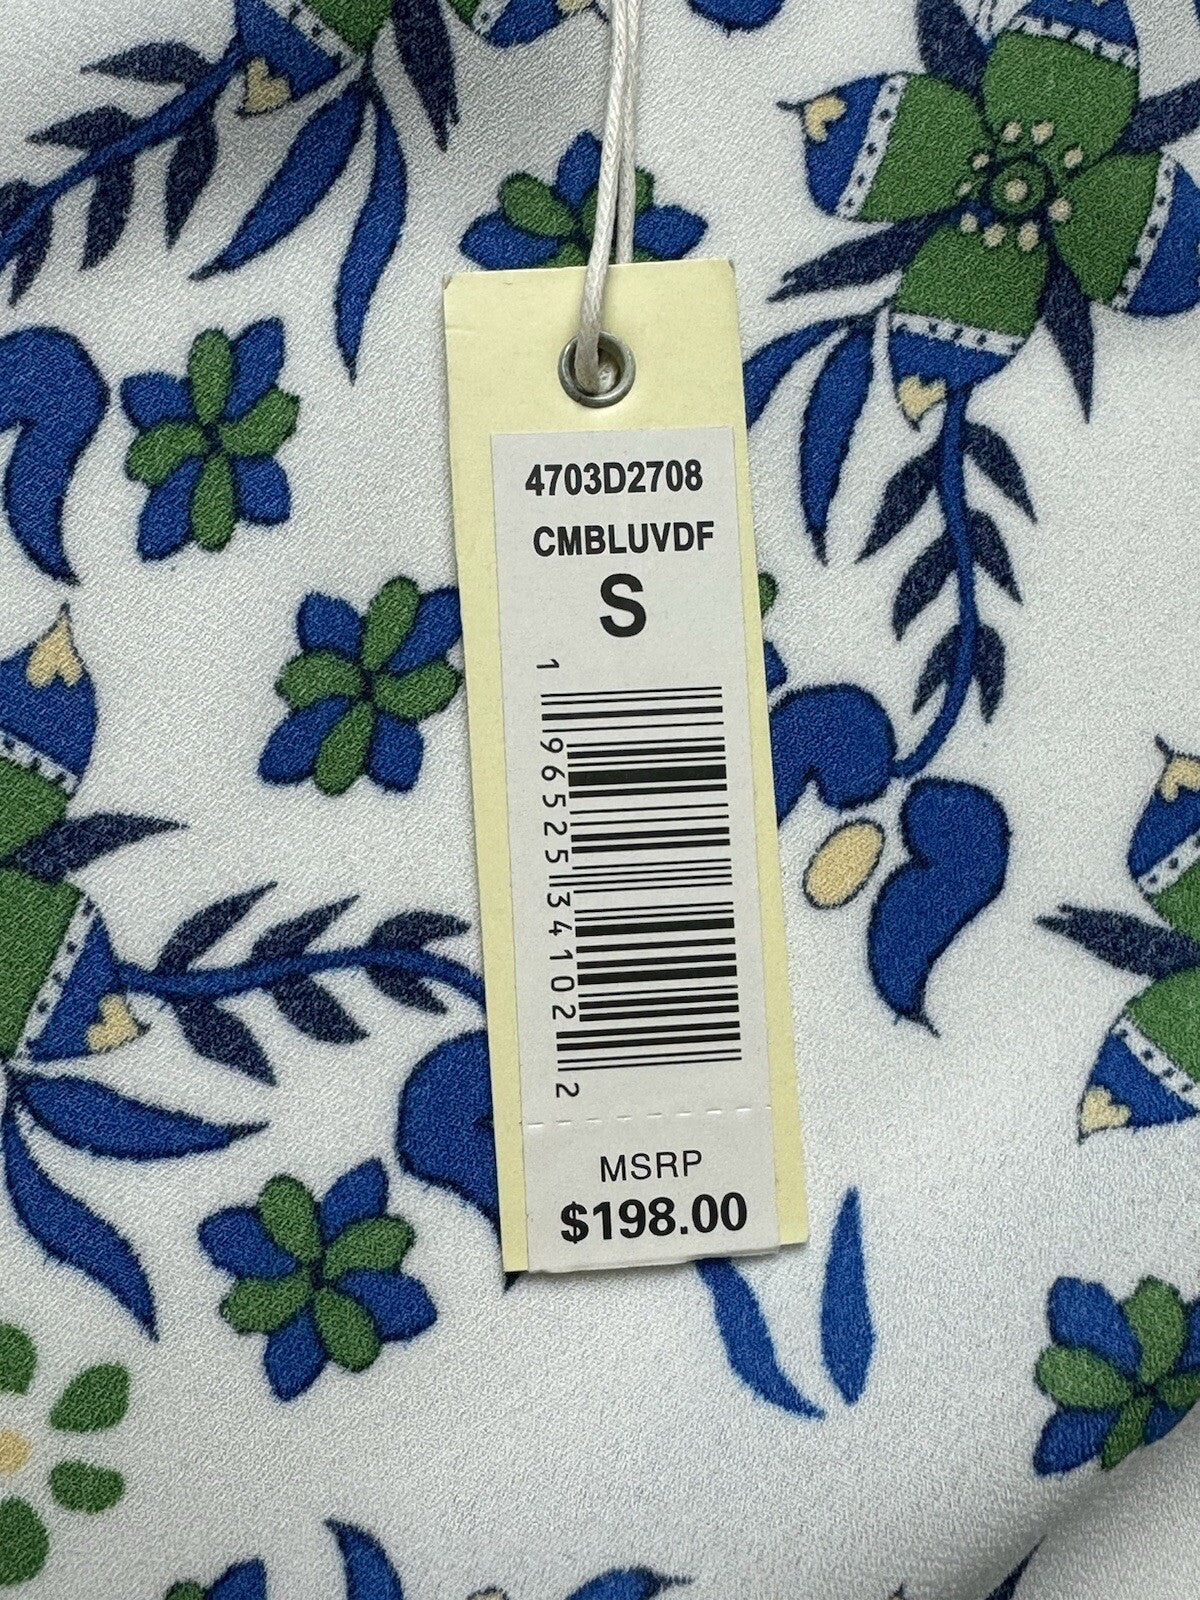 4703D2708
CMBLUVDF
S
1 96525 34102 2
MSRP
$198.00